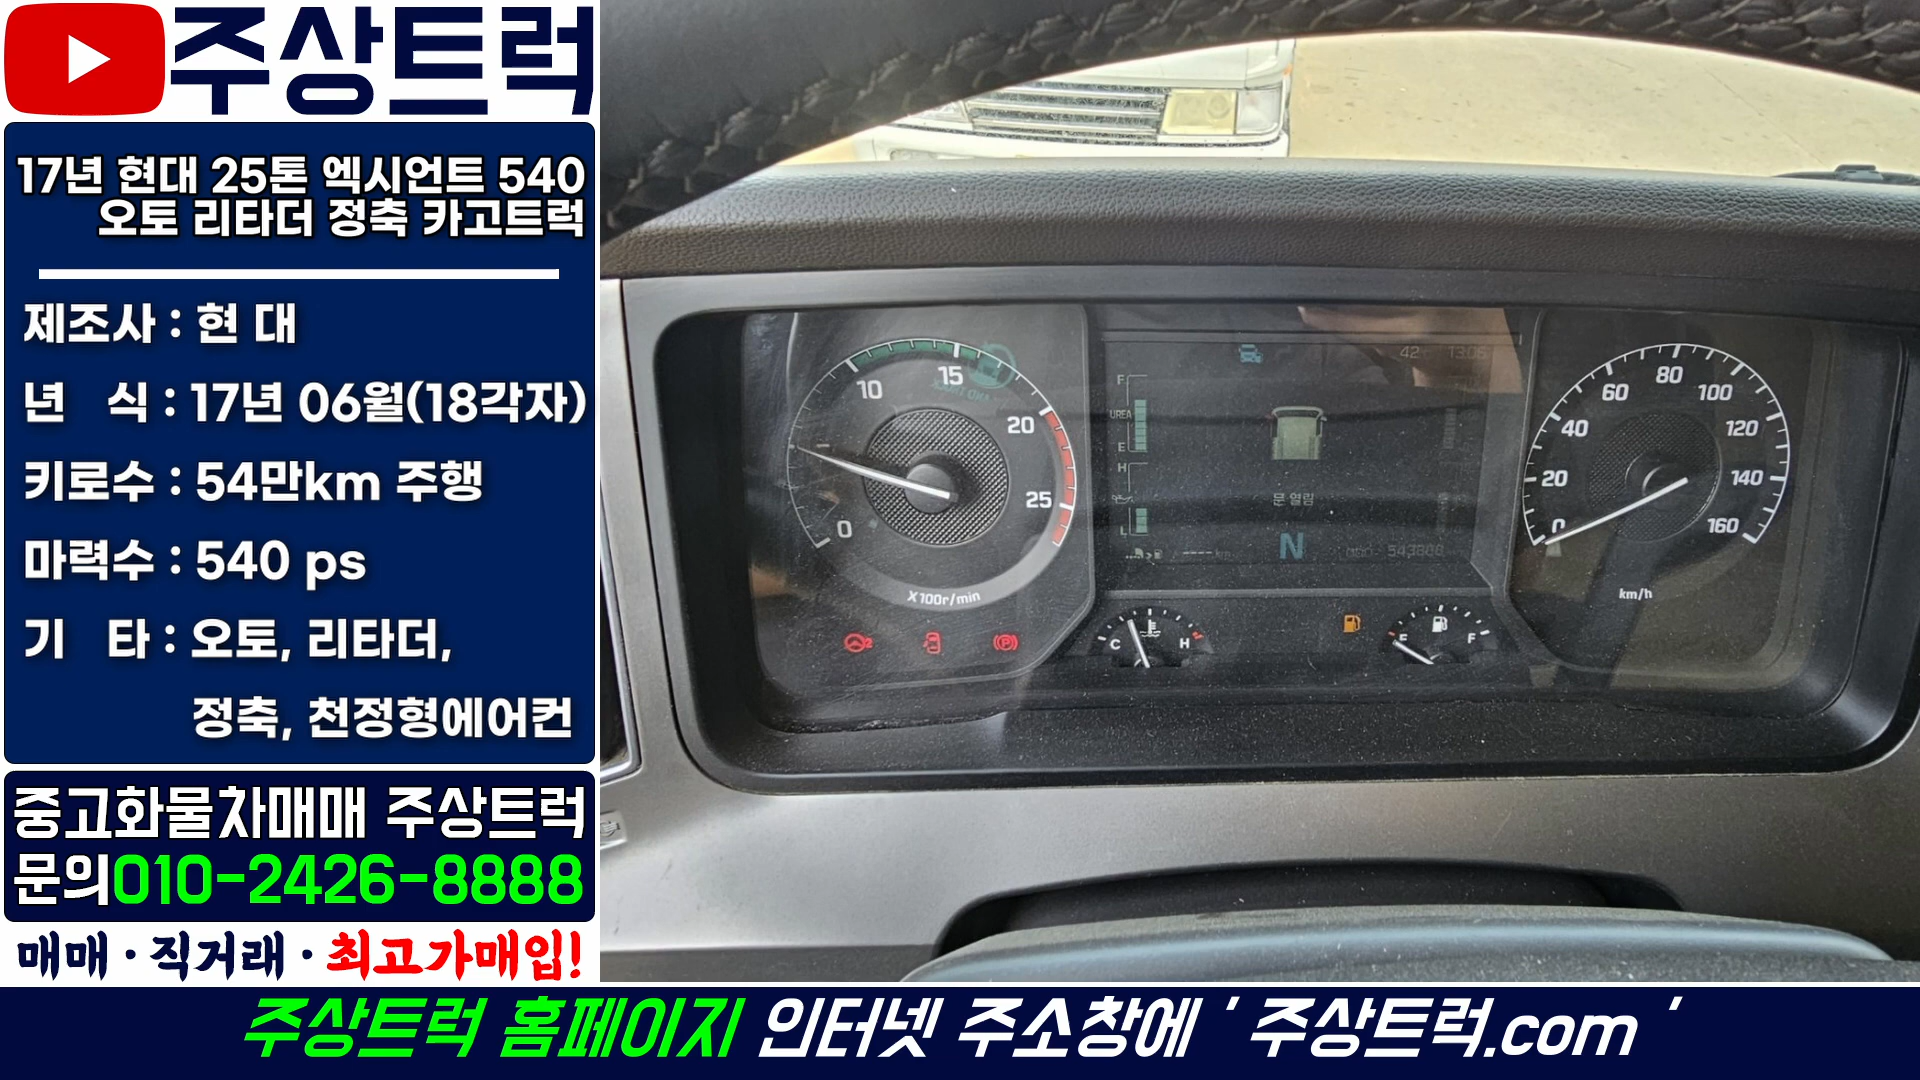 주상트럭
17년 현대 25톤 엑시언트 540
오토 리타더 정축 카고트럭
제조사 : 현 대
년 식 : 17년 06월(18각자)
키로수 : 54만km 주행
마력수 : 540 ps
기 타 : 오토, 리타더,
정축, 천정형에어컨
중고화물차매매 주상트럭
문의010-2426-8888
매매 · 직거래 · 최고가매입!
주상트럭 홈페이지 인터넷 주소창에 ' 주상트럭.com '
0 10 15 20 25
X100r/min
F
UREA
E
H
L
문 열림
N
C H
E F
0 20 40 60 80 100 120 140 160
km/h